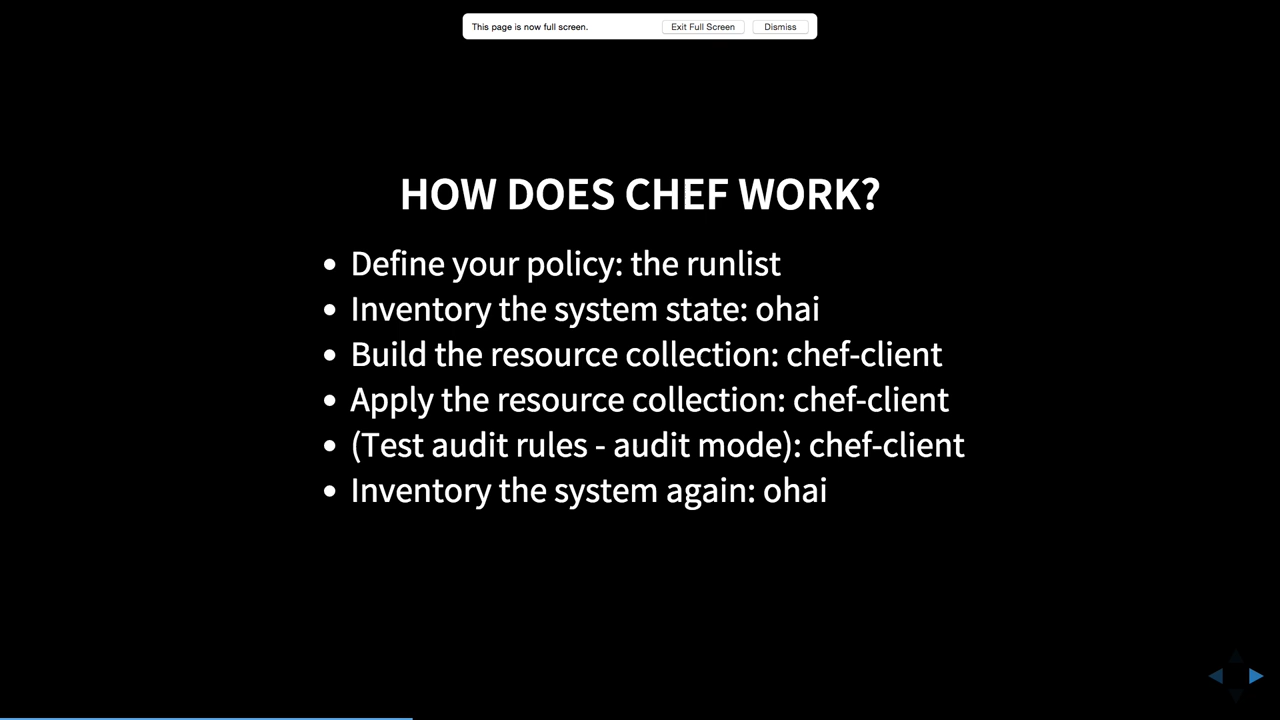 This page is now full screen. Exit Full Screen Dismiss
HOW DOES CHEF WORK?
• Define your policy: the runlist
• Inventory the system state: ohai
• Build the resource collection: chef-client
• Apply the resource collection: chef-client
• (Test audit rules - audit mode): chef-client
• Inventory the system again: ohai